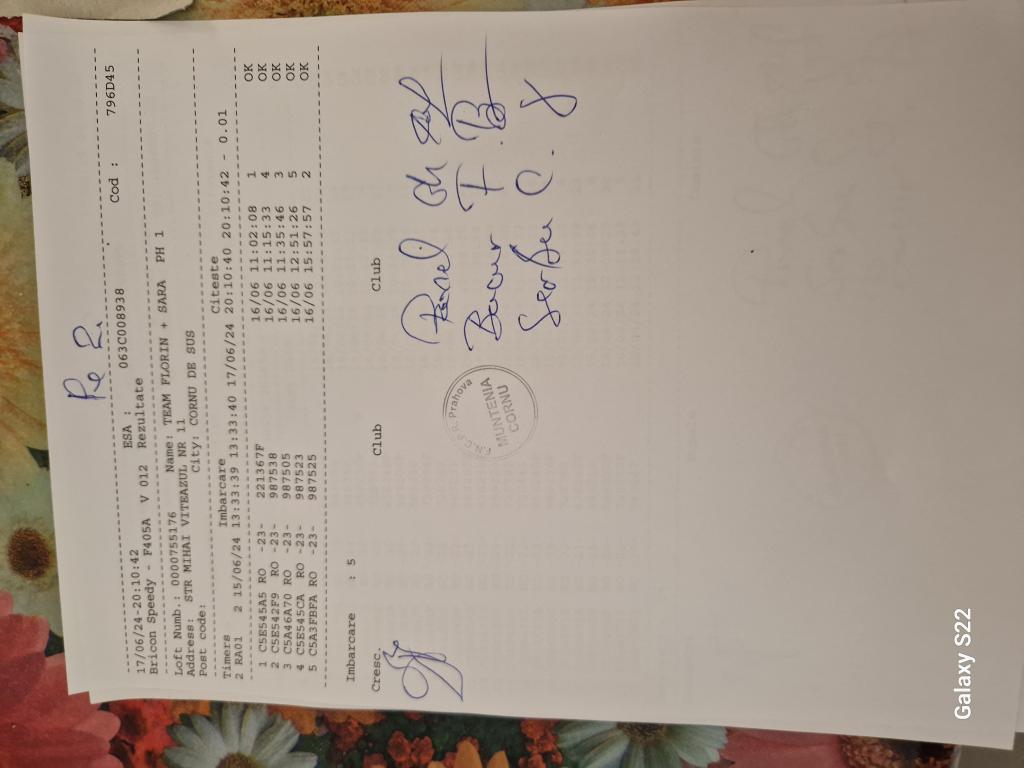 Pe 2.
17/06/24-20:10:42 ESA : 063C008938 Cod : 796D45
Bricon Speedy - F405A V 012 Rezultate
Loft Numb.: 0000755176 Name: TEAM FLORIN + SARA PH 1
Address: STR MIHAI VITEAZUL NR 11
Post code: City: CORNU DE SUS
Timers Imbarcare Citeste
2 RA01 2 15/06/24 13:33:39 13:33:40 17/06/24 20:10:40 20:10:42 - 0.01
1 C5E545A5 RO -23- 221367F 16/06 11:02:08 1 OK
2 C5E542F9 RO -23- 987538 16/06 11:15:33 4 OK
3 C5A46A70 RO -23- 987505 16/06 11:35:46 3 OK
4 C5E545CA RO -23- 987523 16/06 12:51:26 5 OK
5 C5A3FBFA RO -23- 987525 16/06 15:57:57 2 OK
Imbarcare : 5
Cresc. Club Club
F.N.C.P.R. Prahova
MUNTENIA
CORNU